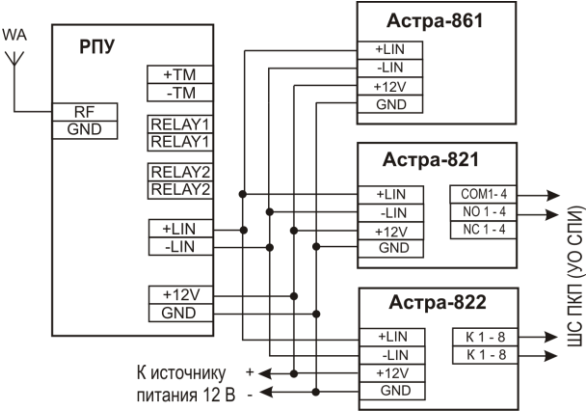 WA
РПУ
+TM
-TM
RF
GND
RELAY1
RELAY1
RELAY2
RELAY2
+LIN
-LIN
+12V
GND
Астра-861
+LIN
-LIN
+12V
GND
Астра-821
+LIN
-LIN
+12V
GND
COM1- 4
NO 1 - 4
NC 1 - 4
Астра-822
+LIN
-LIN
+12V
GND
К 1 - 8
К 1 - 8
ШС ПКП (УО СПИ)
К источнику +
питания 12 В -